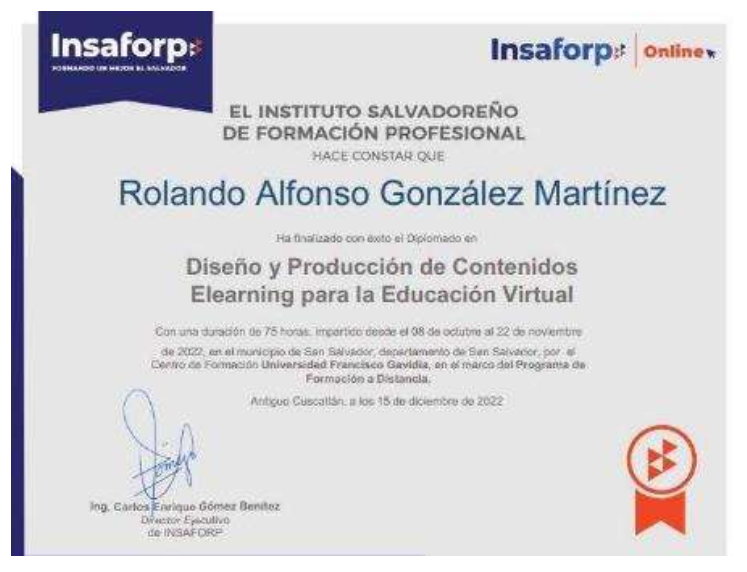 Insaforp
FORMANDO UN MEJOR EL SALVADOR
Insaforp Online
EL INSTITUTO SALVADOREÑO
DE FORMACIÓN PROFESIONAL
HACE CONSTAR QUE
Rolando Alfonso González Martínez
Ha finalizado con éxito el Diplomado en
Diseño y Producción de Contenidos
Elearning para la Educación Virtual
Con una duración de 75 horas, impartido desde el 08 de octubre al 22 de noviembre
de 2022, en el municipio de San Salvador, departamento de San Salvador, por el
Centro de Formación Universidad Francisco Gavidia, en el marco del Programa de
Formación a Distancia.
Antiguo Cuscatlán, a los 15 de diciembre de 2022
Ing. Carlos Enrique Gómez Benítez
Director Ejecutivo
de INSAFORP